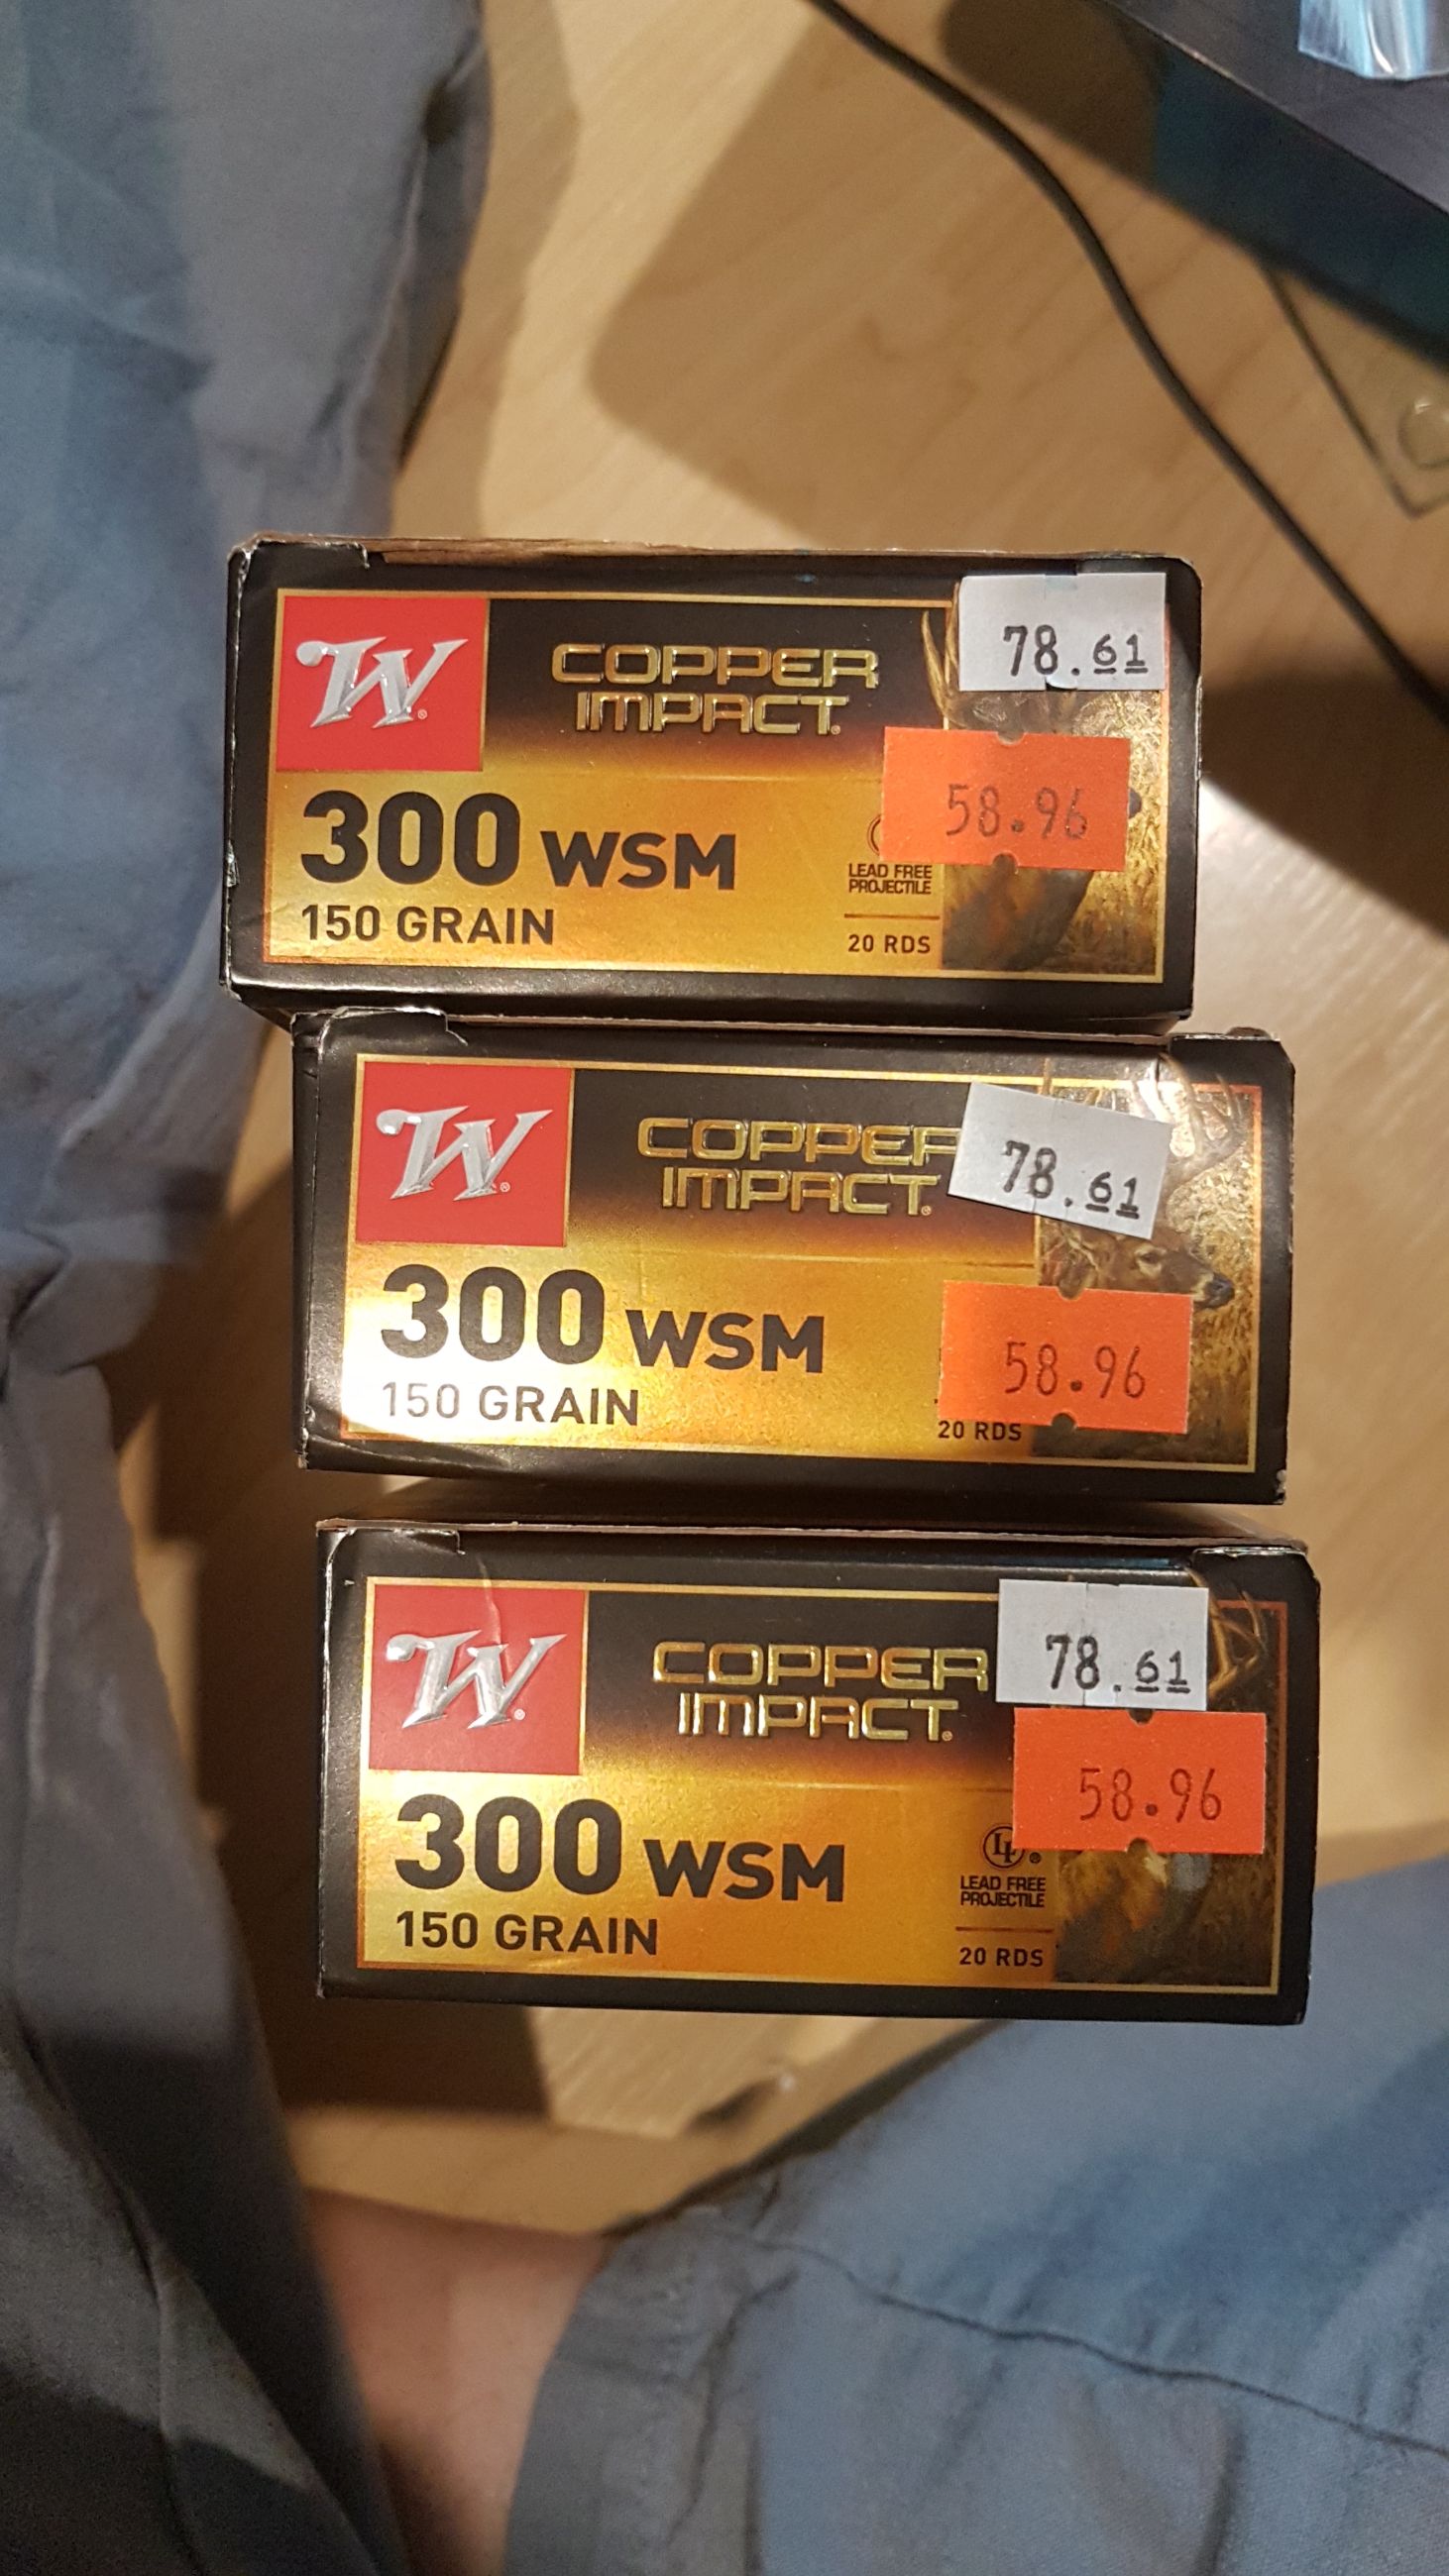 W®
COPPER
IMPACT®
78.61
58.96
300 WSM
150 GRAIN
LEAD FREE
PROJECTILE
20 RDS
W®
COPPER
IMPACT®
78.61
58.96
300 WSM
150 GRAIN
20 RDS
W®
COPPER
IMPACT®
78.61
58.96
300 WSM
150 GRAIN
LF®
LEAD FREE
PROJECTILE
20 RDS